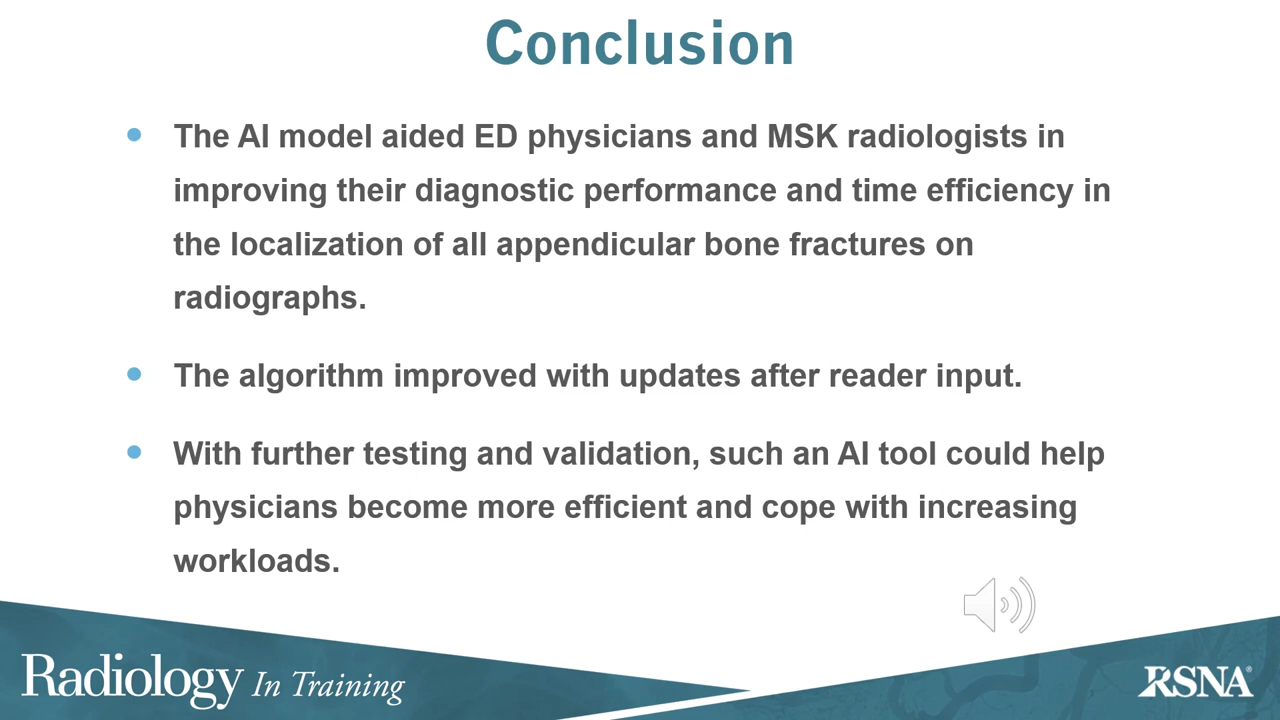 Conclusion
The AI model aided ED physicians and MSK radiologists in
improving their diagnostic performance and time efficiency in
the localization of all appendicular bone fractures on
radiographs.
The algorithm improved with updates after reader input.
With further testing and validation, such an AI tool could help
physicians become more efficient and cope with increasing
workloads.
Radiology In Training
RSNA®